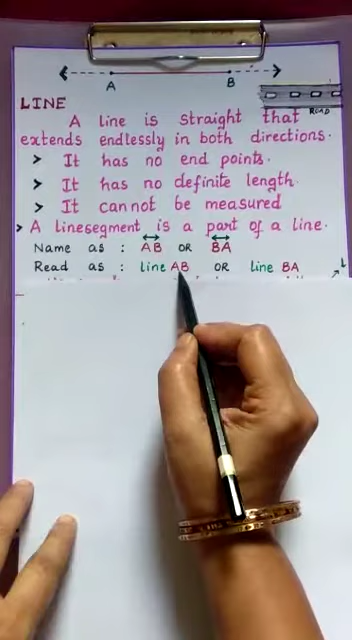 A B
ROAD
LINE
A line is straight that
extends endlessly in both directions.
➤ It has no end points.
➤ It has no definite length.
➤ It can not be measured
➤ A linesegment is a part of a line.
Name as : AB OR BA
Read as : line AB OR line BA